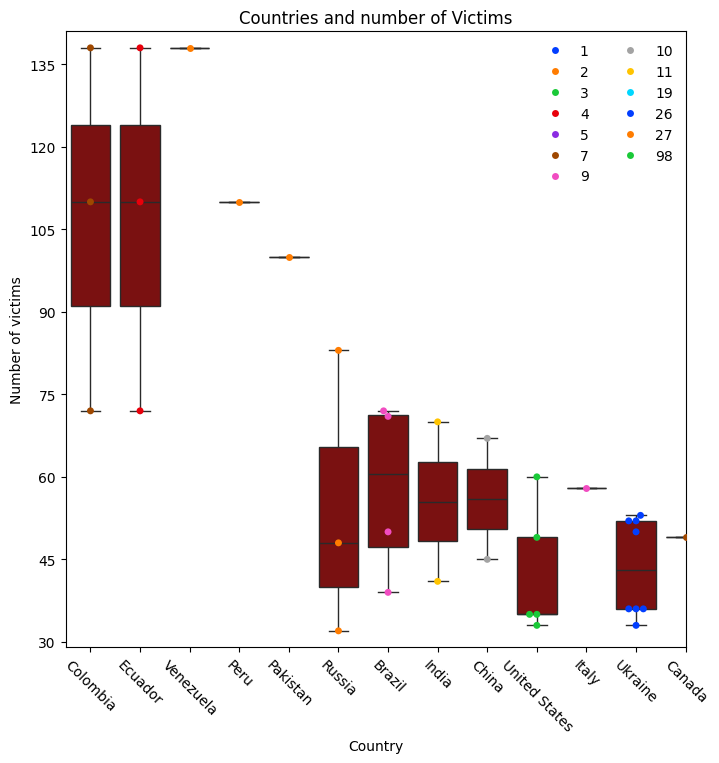 Countries and number of Victims
1 10
2 11
3 19
4 26
5 27
7 98
9
135
120
105
90
75
60
45
30
Number of victims
Colombia
Ecuador
Venezuela
Peru
Pakistan
Russia
Brazil
India
China
United States
Italy
Ukraine
Canada
Country